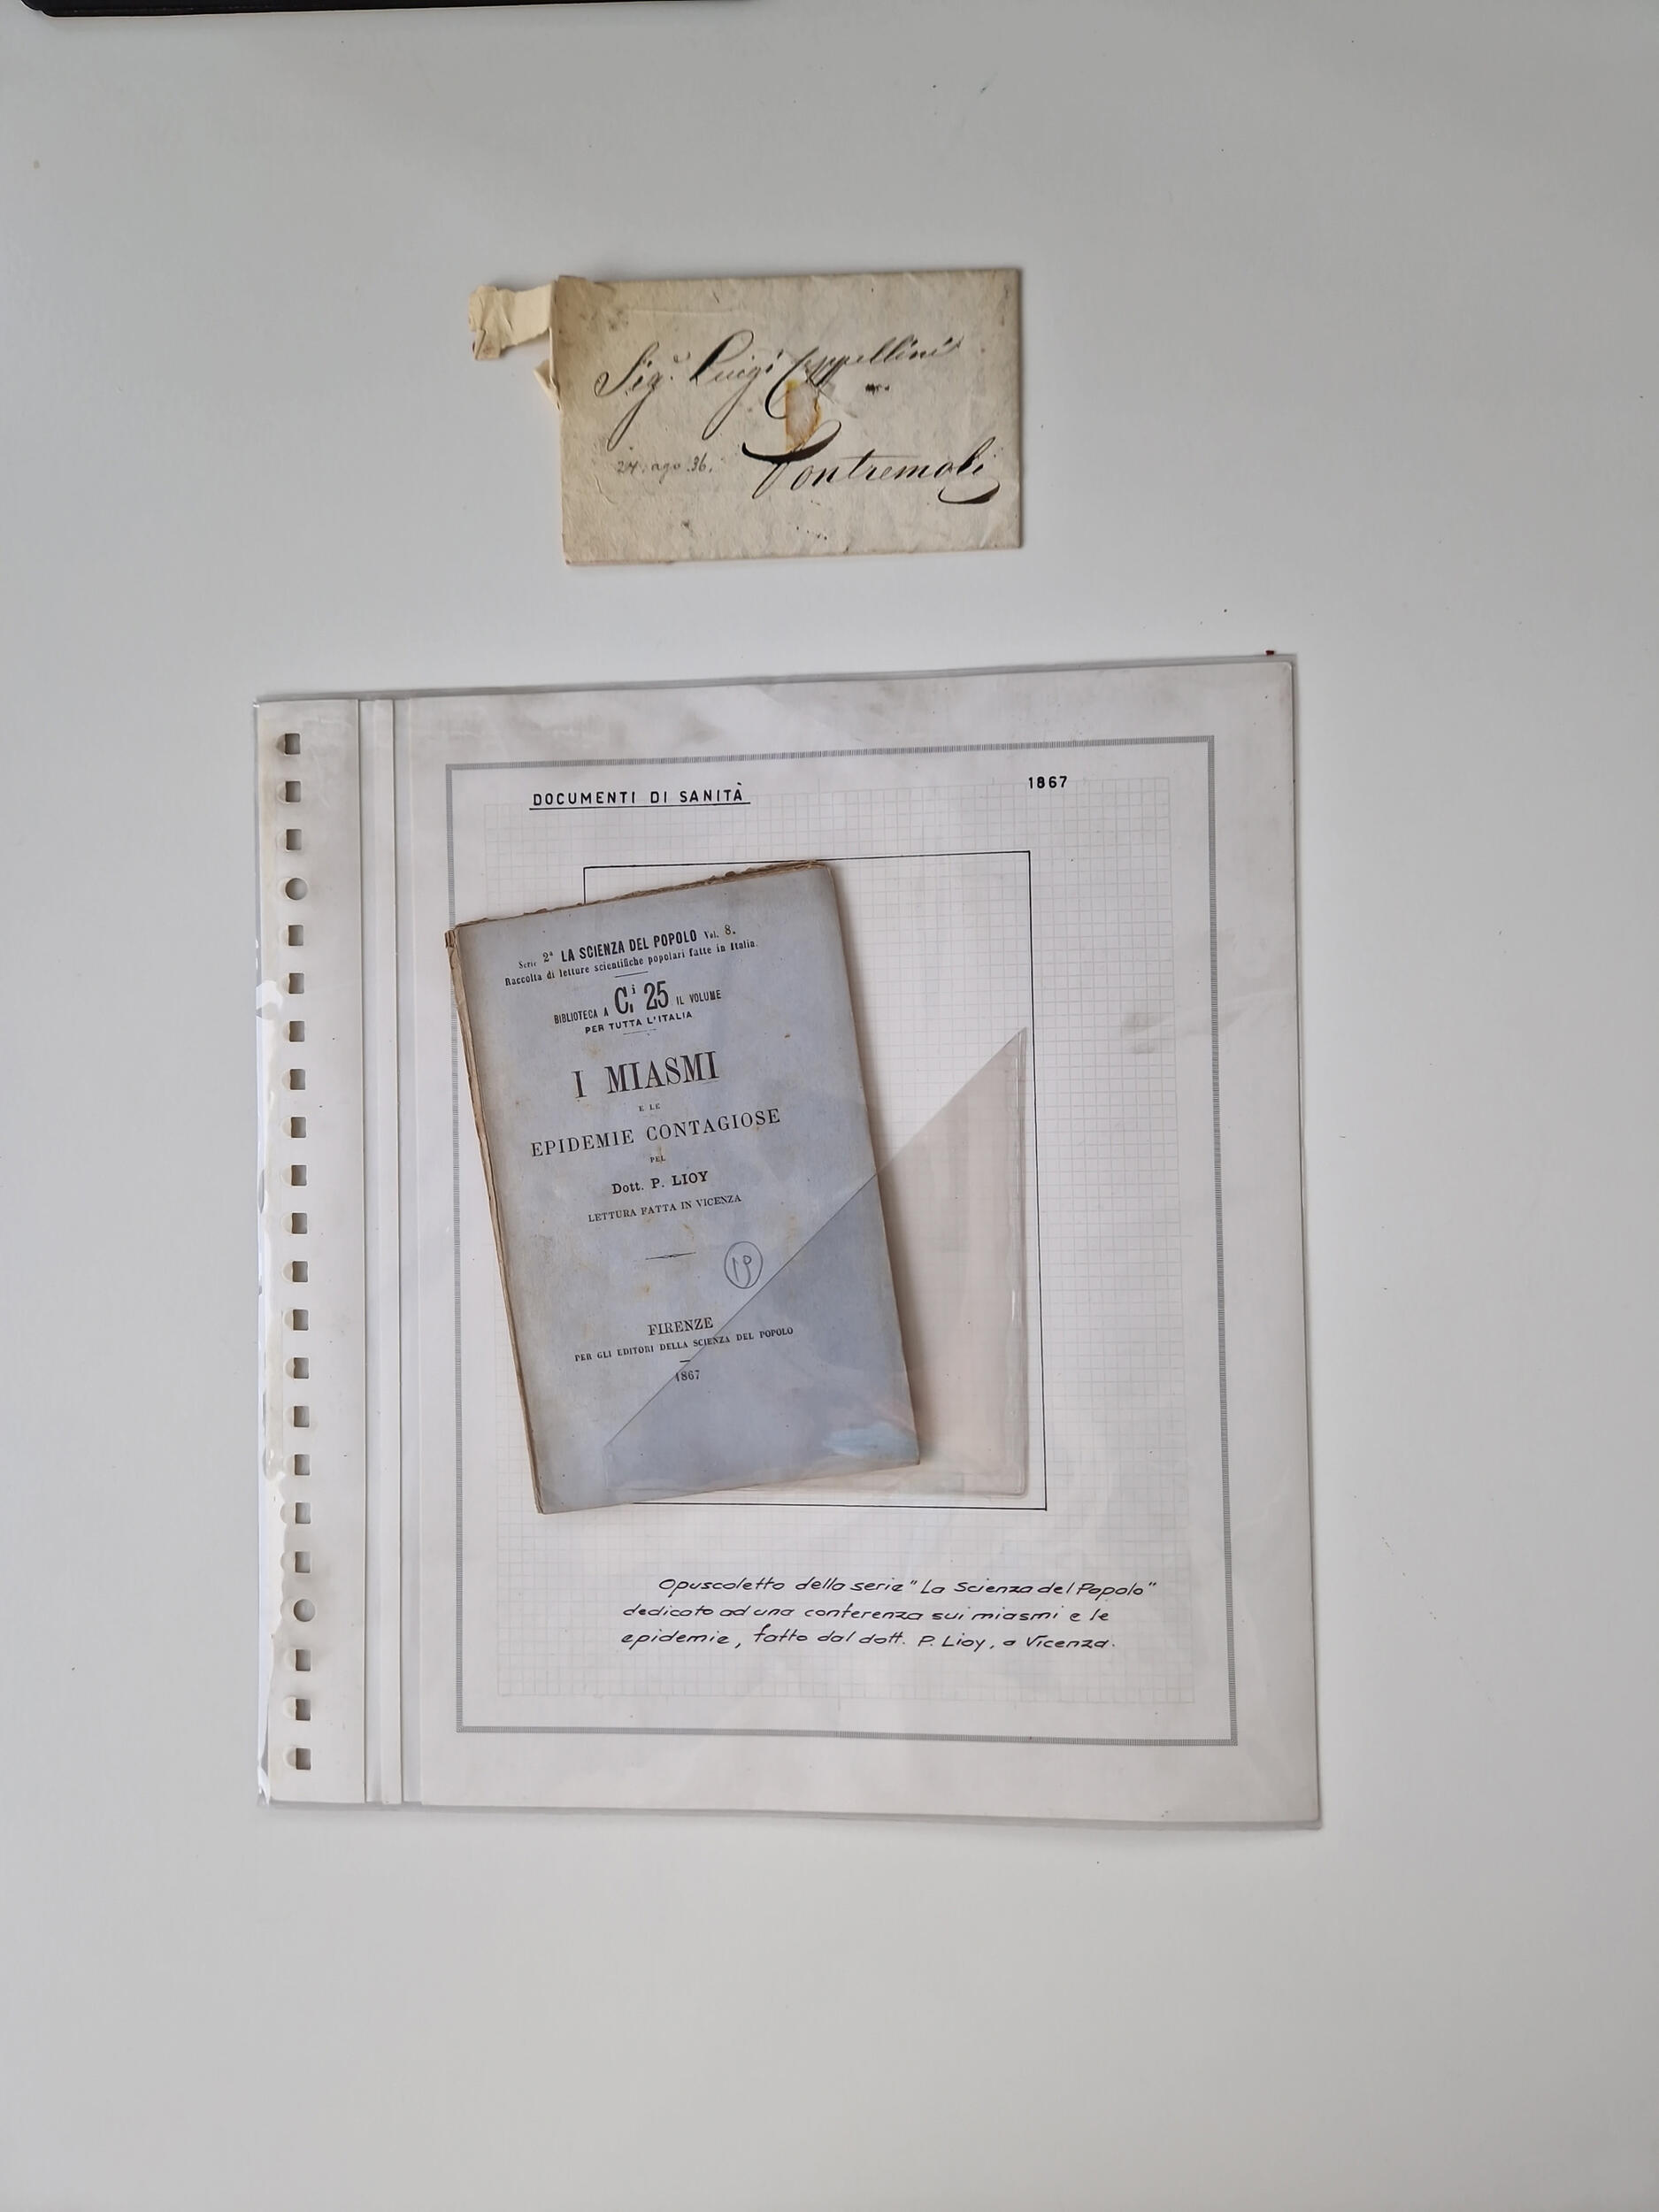 Sig.r Luigi
24. ago. 36.
Pontremoli
DOCUMENTI DI SANITÀ
1867
Serie 2ª LA SCIENZA DEL POPOLO Vol. 8.
Raccolta di letture scientifiche popolari fatte in Italia
BIBLIOTECA A Ci 25 IL VOLUME
PER TUTTA L'ITALIA
I MIASMI
E LE
EPIDEMIE CONTAGIOSE
PEL
Dott. P. LIOY
LETTURA FATTA IN VICENZA
19
FIRENZE
PER GLI EDITORI DELLA SCIENZA DEL POPOLO
1867
Opuscoletto della serie "La Scienza del Popolo"
dedicato ad una conferenza sui miasmi e le
epidemie, fatta dal dott. P. Lioy, a Vicenza.